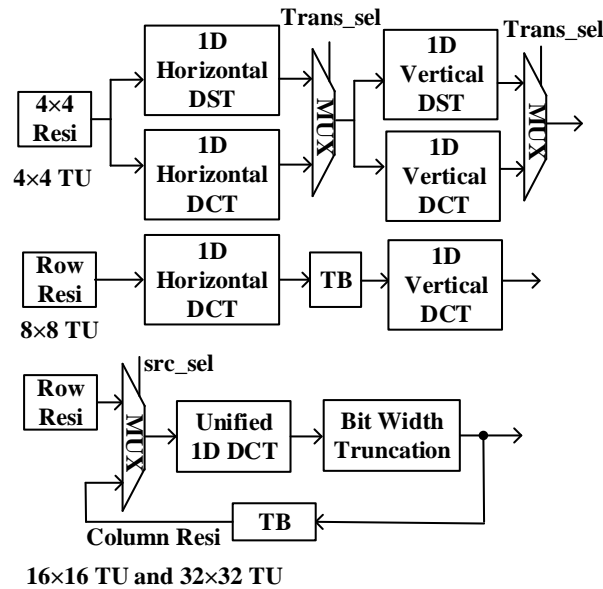 Trans_sel
Trans_sel
4×4
Resi
4×4 TU
1D
Horizontal
DST
1D
Horizontal
DCT
MUX
1D
Vertical
DST
1D
Vertical
DCT
MUX
Row
Resi
8×8 TU
1D
Horizontal
DCT
TB
1D
Vertical
DCT
src_sel
Row
Resi
MUX
Unified
1D DCT
Bit Width
Truncation
TB
Column Resi
16×16 TU and 32×32 TU